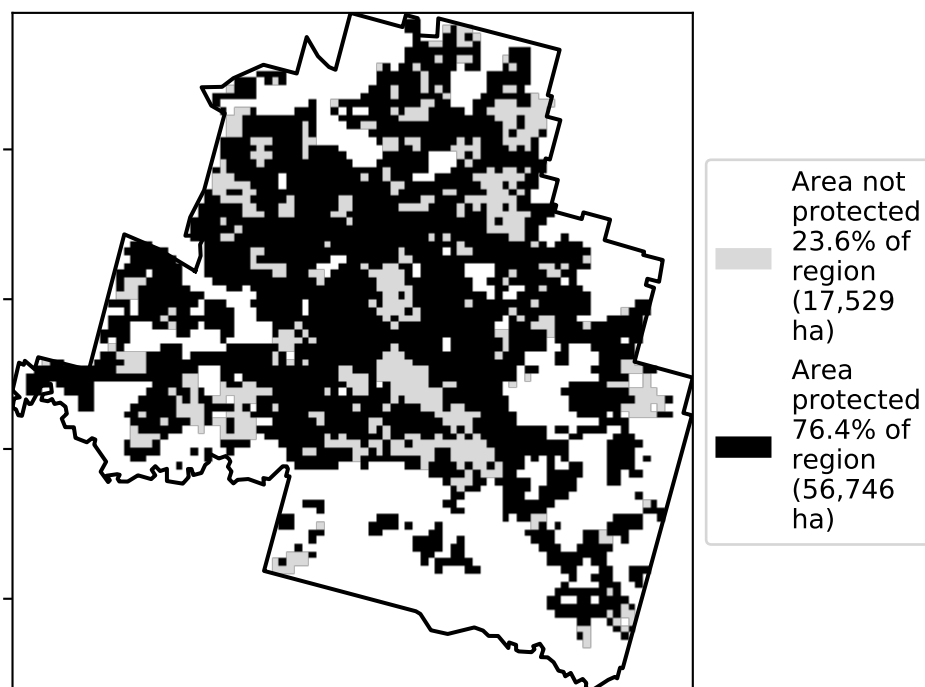 Area not
protected
23.6% of
region
(17,529
ha)
Area
protected
76.4% of
region
(56,746
ha)